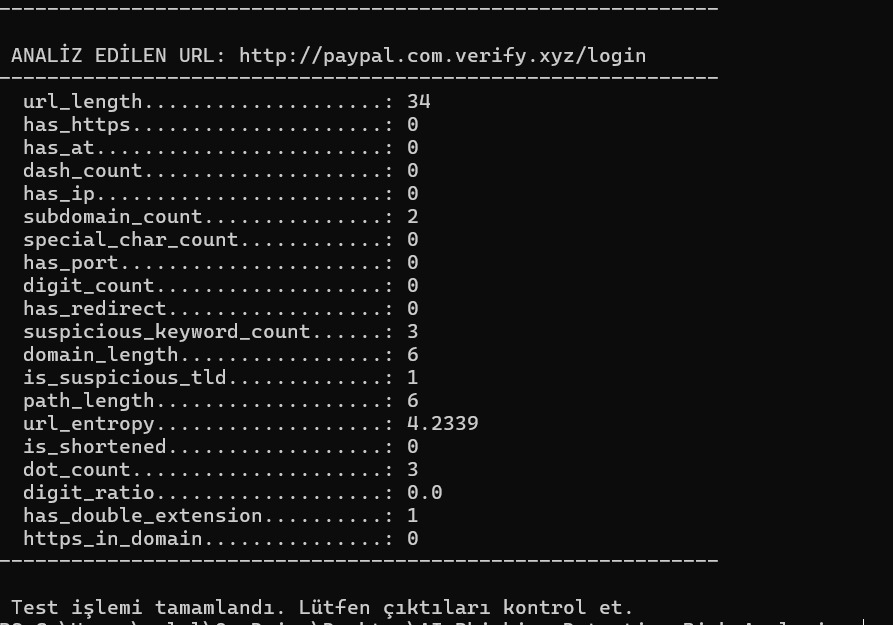 ------------------------------------------------------------
ANALİZ EDİLEN URL: http://paypal.com.verify.xyz/login
------------------------------------------------------------
url_length....................: 34
has_https.....................: 0
has_at........................: 0
dash_count....................: 0
has_ip........................: 0
subdomain_count...............: 2
special_char_count............: 0
has_port......................: 0
digit_count...................: 0
has_redirect..................: 0
suspicious_keyword_count......: 3
domain_length.................: 6
is_suspicious_tld.............: 1
path_length...................: 6
url_entropy...................: 4.2339
is_shortened..................: 0
dot_count.....................: 3
digit_ratio...................: 0.0
has_double_extension..........: 1
https_in_domain...............: 0
------------------------------------------------------------
Test işlemi tamamlandı. Lütfen çıktıları kontrol et.